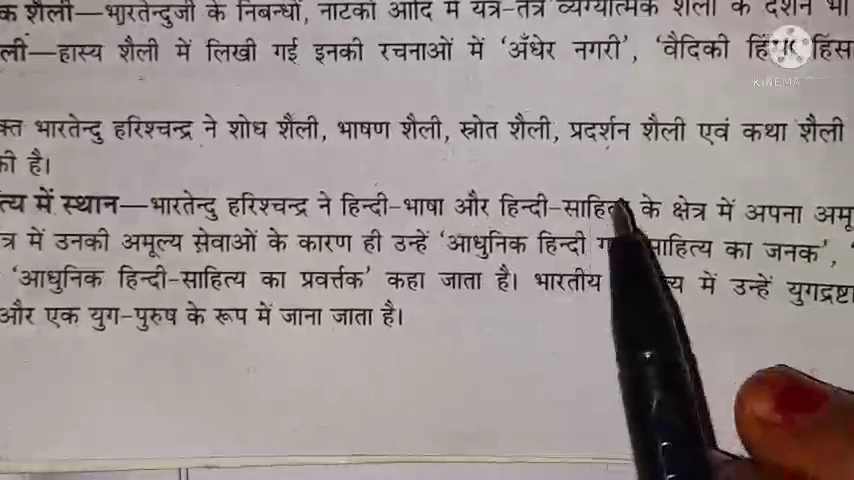 क शैली—भारतेन्दुजी के निबन्धों, नाटकों आदि में यत्र-तत्र व्यंग्यात्मक शैली के दर्शन भी
ली—हास्य शैली में लिखी गई इनकी रचनाओं में ‘अँधेर नगरी’, ‘वैदिकी हिंसा हिंस
KINEMA
क्त भारतेन्दु हरिश्चन्द्र ने शोध शैली, भाषण शैली, स्रोत शैली, प्रदर्शन शैली एवं कथा शैली
की है।
त्य में स्थान—भारतेन्दु हरिश्चन्द्र ने हिन्दी-भाषा और हिन्दी-साहित्य के क्षेत्र में अपना अमू
त्र में उनकी अमूल्य सेवाओं के कारण ही उन्हें ‘आधुनिक हिन्दी ग साहित्य का जनक’, ‘
‘आधुनिक हिन्दी-साहित्य का प्रवर्त्तक’ कहा जाता है। भारतीय त्य में उन्हें युगद्रष्टा
और एक युग-पुरुष के रूप में जाना जाता है।